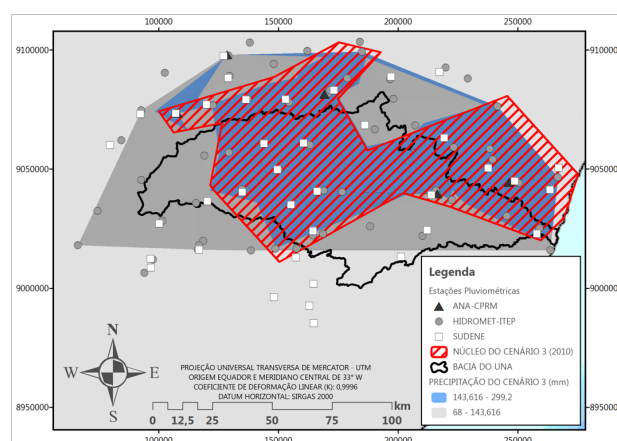 100000 150000 200000 250000
9100000 9100000
9050000 9050000
9000000 9000000
8950000 8950000
Legenda
Estações Pluviométricas
ANA-CPRM
HIDROMET-ITEP
SUDENE
NÚCLEO DO CENÁRIO 3 (2010)
BACIA DO UNA
PRECIPITAÇÃO DO CENÁRIO 3 (mm)
143,616 - 299,2
68 - 143,616
N
W E
S
PROJEÇÃO UNIVERSAL TRANSVERSA DE MERCATOR - UTM
ORIGEM EQUADOR E MERIDIANO CENTRAL DE 33° W
COEFICIENTE DE DEFORMAÇÃO LINEAR (K): 0,9996
DATUM HORIZONTAL: SIRGAS 2000
km
0 12,5 25 50 75 100
100000 150000 200000 250000